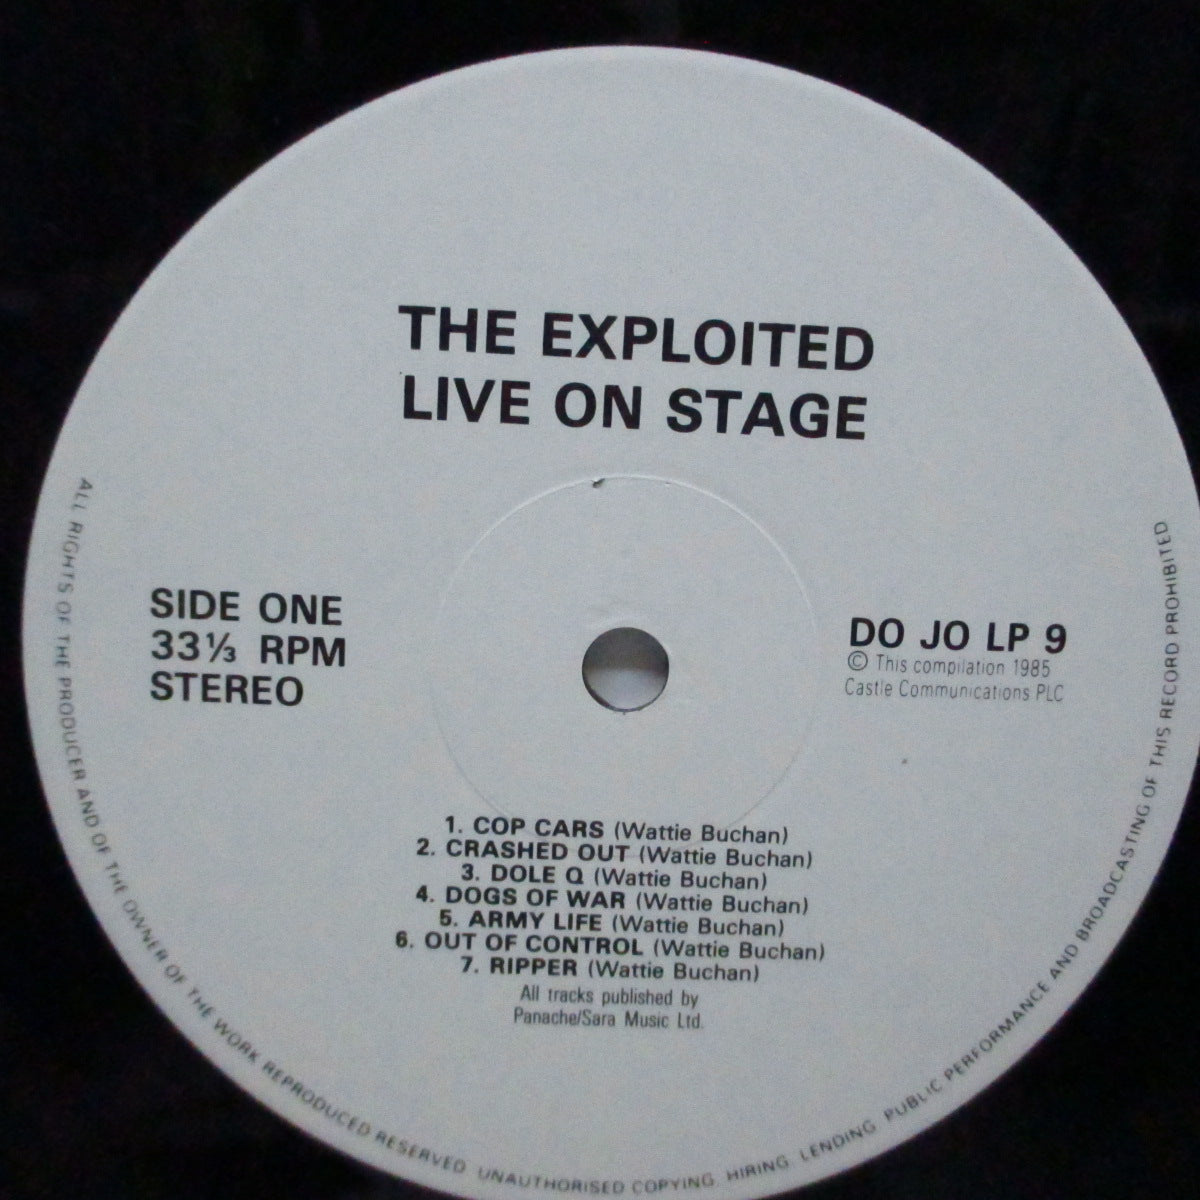 THE EXPLOITED
LIVE ON STAGE
SIDE ONE
33⅓ RPM
STEREO
DO JO LP 9
© This compilation 1985
Castle Communications PLC
1. COP CARS (Wattie Buchan)
2. CRASHED OUT (Wattie Buchan)
3. DOLE Q (Wattie Buchan)
4. DOGS OF WAR (Wattie Buchan)
5. ARMY LIFE (Wattie Buchan)
6. OUT OF CONTROL (Wattie Buchan)
7. RIPPER (Wattie Buchan)
All tracks published by
Panache/Sara Music Ltd.
ALL RIGHTS OF THE PRODUCER AND OF THE OWNER OF THE WORK REPRODUCED RESERVED UNAUTHORISED COPYING, HIRING, LENDING, PUBLIC PERFORMANCE AND BROADCASTING OF THIS RECORD PROHIBITED